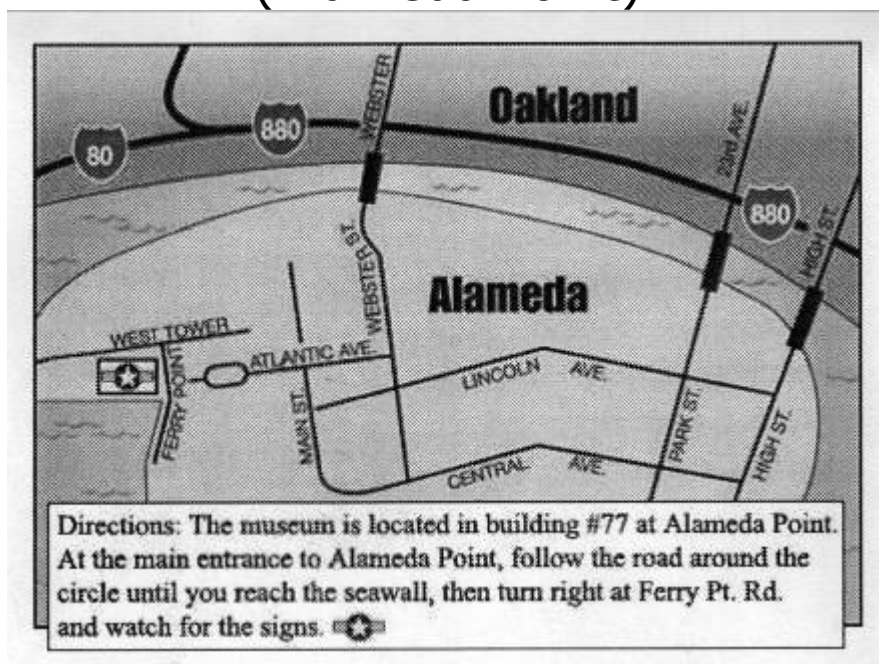 Oakland
WEBSTER
23rd AVE.
880
80
880
HIGH ST.
WEBSTER ST.
Alameda
WEST TOWER
ATLANTIC AVE.
FERRY POINT
LINCOLN AVE.
MAIN ST.
PARK ST.
HIGH ST.
CENTRAL AVE.
Directions: The museum is located in building #77 at Alameda Point.
At the main entrance to Alameda Point, follow the road around the
circle until you reach the seawall, then turn right at Ferry Pt. Rd.
and watch for the signs.